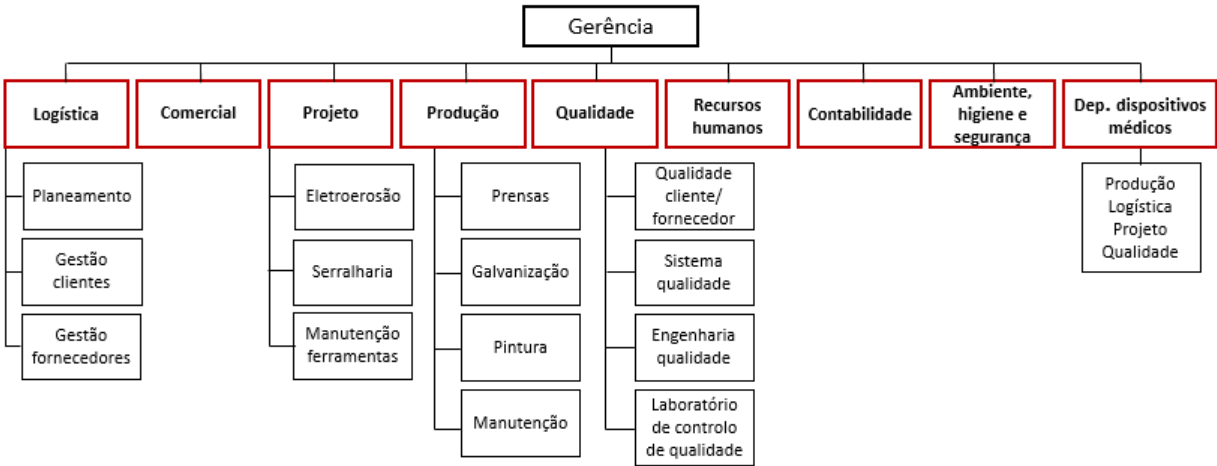 Gerência
Logística
Comercial
Projeto
Produção
Qualidade
Recursos
humanos
Contabilidade
Ambiente,
higiene e
segurança
Dep. dispositivos
médicos
Planeamento
Gestão
clientes
Gestão
fornecedores
Eletroerosão
Serralharia
Manutenção
ferramentas
Prensas
Galvanização
Pintura
Manutenção
Qualidade
cliente/
fornecedor
Sistema
qualidade
Engenharia
qualidade
Laboratório
de controlo
de qualidade
Produção
Logística
Projeto
Qualidade